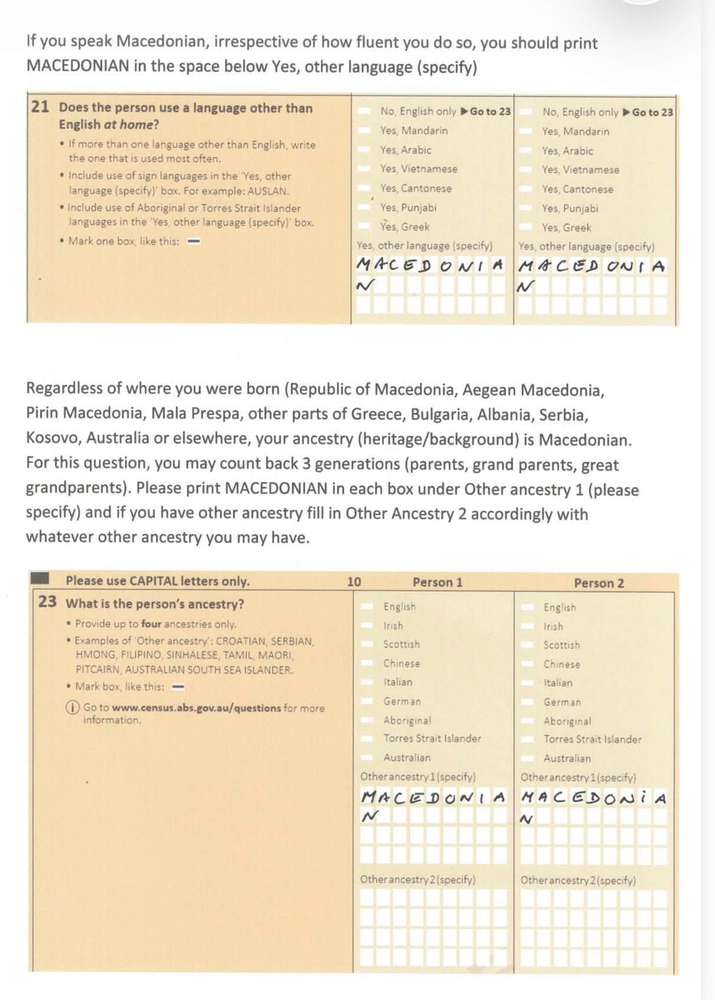 If you speak Macedonian, irrespective of how fluent you do so, you should print
MACEDONIAN in the space below Yes, other language (specify)
21 Does the person use a language other than
English at home?
• If more than one language other than English, write
the one that is used most often.
• Include use of sign languages in the 'Yes, other
language (specify)' box. For example: AUSLAN.
• Include use of Aboriginal or Torres Strait Islander
languages in the 'Yes, other language (specify)' box.
• Mark one box, like this:
No, English only ▶ Go to 23
Yes, Mandarin
Yes, Arabic
Yes, Vietnamese
Yes, Cantonese
Yes, Punjabi
Yes, Greek
Yes, other language (specify)
MACEDONIA
N
No, English only ▶ Go to 23
Yes, Mandarin
Yes, Arabic
Yes, Vietnamese
Yes, Cantonese
Yes, Punjabi
Yes, Greek
Yes, other language (specify)
MACEDONIA
N
Regardless of where you were born (Republic of Macedonia, Aegean Macedonia,
Pirin Macedonia, Mala Prespa, other parts of Greece, Bulgaria, Albania, Serbia,
Kosovo, Australia or elsewhere, your ancestry (heritage/background) is Macedonian.
For this question, you may count back 3 generations (parents, grand parents, great
grandparents). Please print MACEDONIAN in each box under Other ancestry 1 (please
specify) and if you have other ancestry fill in Other Ancestry 2 accordingly with
whatever other ancestry you may have.
Please use CAPITAL letters only. 10 Person 1 Person 2
23 What is the person's ancestry?
• Provide up to four ancestries only.
• Examples of 'Other ancestry': CROATIAN, SERBIAN,
HMONG, FILIPINO, SINHALESE, TAMIL, MAORI,
PITCAIRN, AUSTRALIAN SOUTH SEA ISLANDER.
• Mark box, like this:
i Go to www.census.abs.gov.au/questions for more
information.
English
Irish
Scottish
Chinese
Italian
German
Aboriginal
Torres Strait Islander
Australian
Other ancestry 1 (specify)
MACEDONIA
N
Other ancestry 2 (specify)
English
Irish
Scottish
Chinese
Italian
German
Aboriginal
Torres Strait Islander
Australian
Other ancestry 1 (specify)
MACEDONiA
N
Other ancestry 2 (specify)